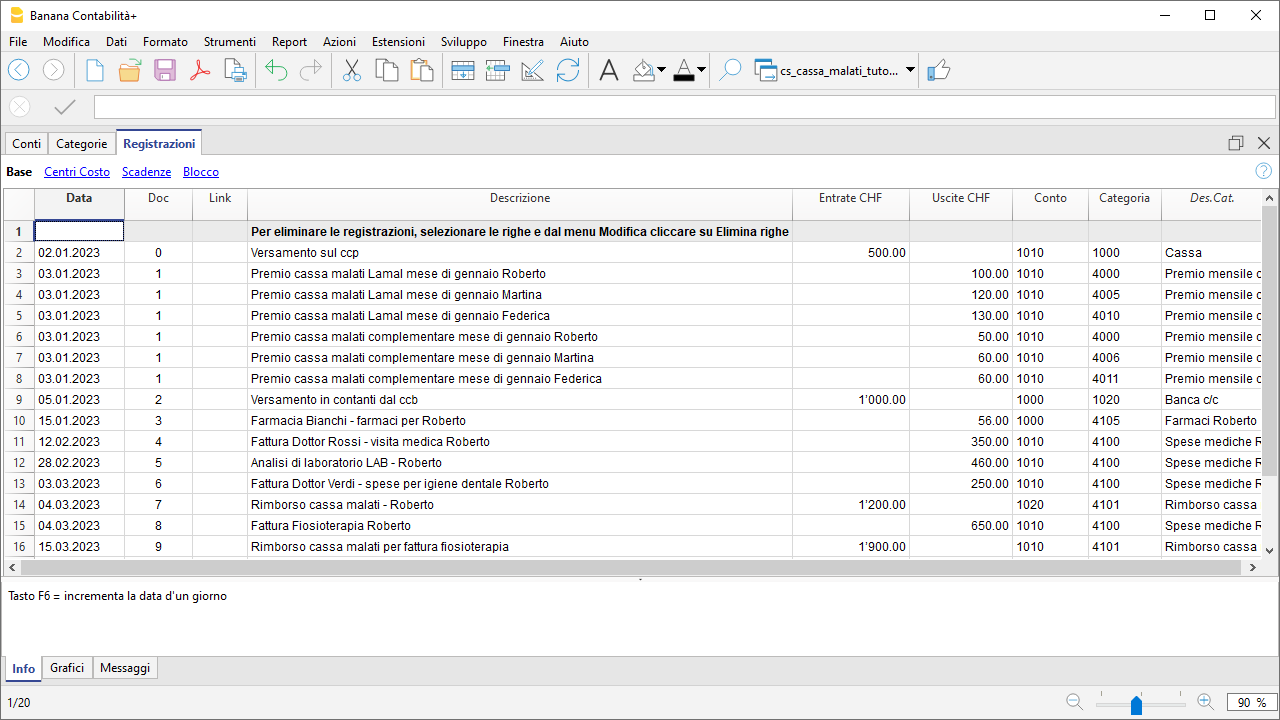 Banana Contabilità+
File Modifica Dati Formato Strumenti Report Azioni Estensioni Sviluppo Finestra Aiuto
cs_cassa_malati_tuto...
Conti Categorie Registrazioni
Base Centri Costo Scadenze Blocco
Data Doc Link Descrizione Entrate CHF Uscite CHF Conto Categoria Des.Cat.
1 Per eliminare le registrazioni, selezionare le righe e dal menu Modifica cliccare su Elimina righe
2 02.01.2023 0 Versamento sul ccp 500.00 1010 1000 Cassa
3 03.01.2023 1 Premio cassa malati Lamal mese di gennaio Roberto 100.00 1010 4000 Premio mensile c
4 03.01.2023 1 Premio cassa malati Lamal mese di gennaio Martina 120.00 1010 4005 Premio mensile c
5 03.01.2023 1 Premio cassa malati Lamal mese di gennaio Federica 130.00 1010 4010 Premio mensile c
6 03.01.2023 1 Premio cassa malati complementare mese di gennaio Roberto 50.00 1010 4000 Premio mensile c
7 03.01.2023 1 Premio cassa malati complementare mese di gennaio Martina 60.00 1010 4006 Premio mensile c
8 03.01.2023 1 Premio cassa malati complementare mese di gennaio Federica 60.00 1010 4011 Premio mensile c
9 05.01.2023 2 Versamento in contanti dal ccb 1'000.00 1000 1020 Banca c/c
10 15.01.2023 3 Farmacia Bianchi - farmaci per Roberto 56.00 1000 4105 Farmaci Roberto
11 12.02.2023 4 Fattura Dottor Rossi - visita medica Roberto 350.00 1010 4100 Spese mediche R
12 28.02.2023 5 Analisi di laboratorio LAB - Roberto 460.00 1010 4100 Spese mediche R
13 03.03.2023 6 Fattura Dottor Verdi - spese per igiene dentale Roberto 250.00 1010 4100 Spese mediche R
14 04.03.2023 7 Rimborso cassa malati - Roberto 1'200.00 1020 4101 Rimborso cassa
15 04.03.2023 8 Fattura Fiosioterapia Roberto 650.00 1010 4100 Spese mediche R
16 15.03.2023 9 Rimborso cassa malati per fattura fiosioterapia 1'900.00 1010 4101 Rimborso cassa
Tasto F6 = incrementa la data d'un giorno
Info Grafici Messaggi
1/20 90 %